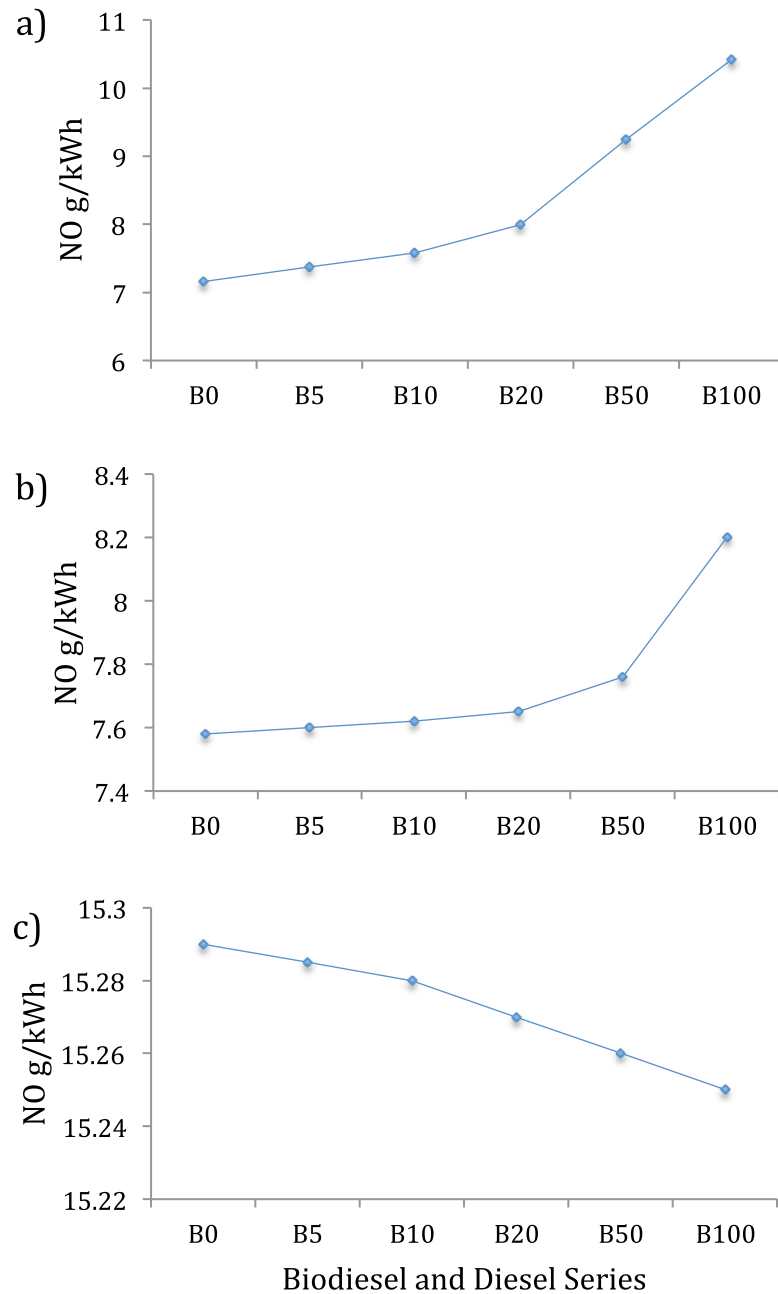 a)
NO g/kWh
11
10
9
8
7
6
B0 B5 B10 B20 B50 B100
b)
NO g/kWh
8.4
8.2
8
7.8
7.6
7.4
B0 B5 B10 B20 B50 B100
c)
NO g/kWh
15.3
15.28
15.26
15.24
15.22
B0 B5 B10 B20 B50 B100
Biodiesel and Diesel Series